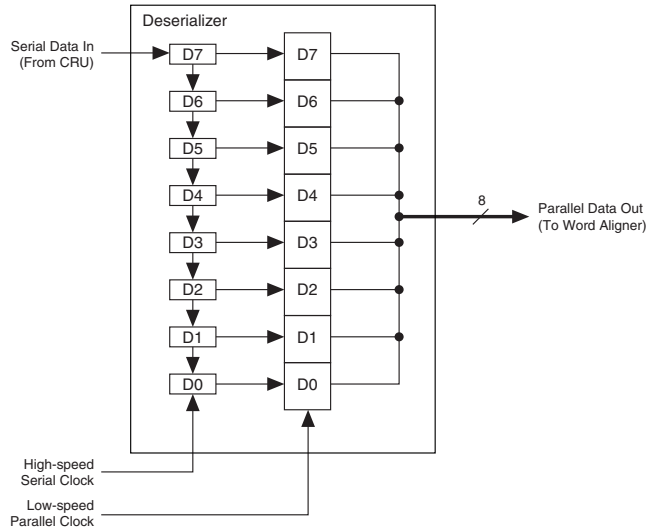 Deserializer
Serial Data In
(From CRU)
D7 D7
D6 D6
D5 D5
D4 D4
D3 D3
D2 D2
D1 D1
D0 D0
8
Parallel Data Out
(To Word Aligner)
High-speed
Serial Clock
Low-speed
Parallel Clock